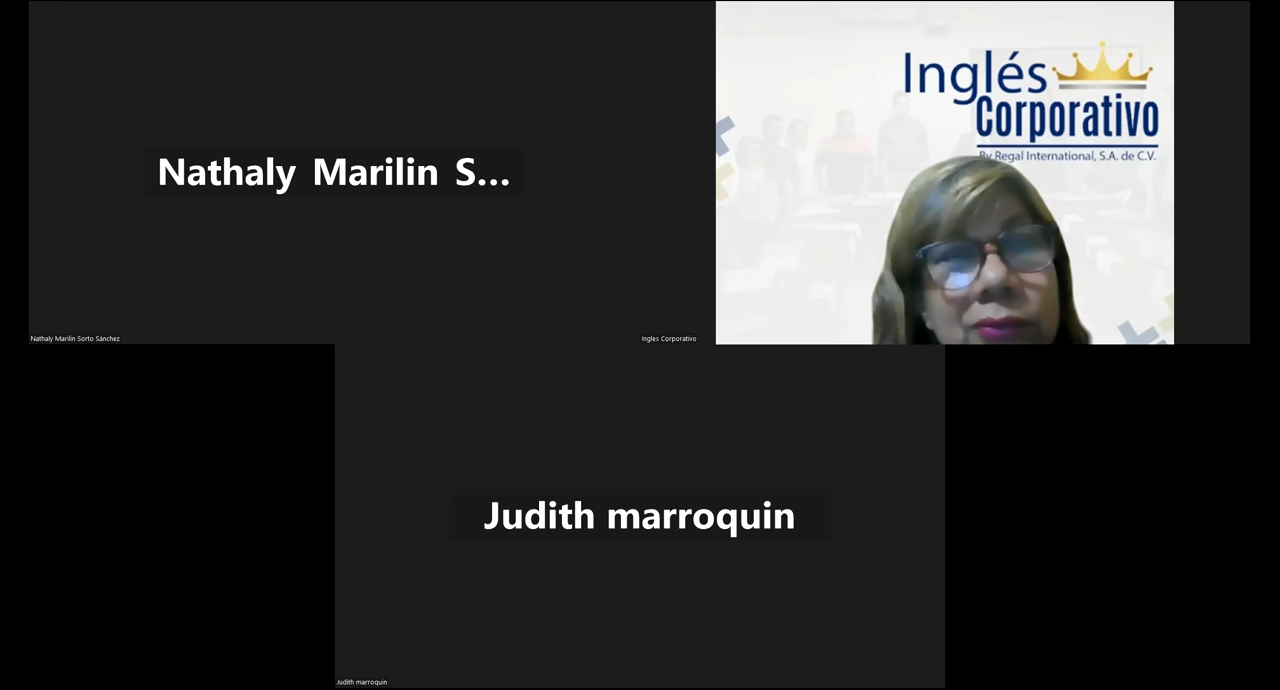 Nathaly Marilin S...
Nathaly Marilin Sorto Sánchez
Inglés
Corporativo
By Regal International, S.A. de C.V.
Ingles Corporativo
Judith marroquin
Judith marroquin